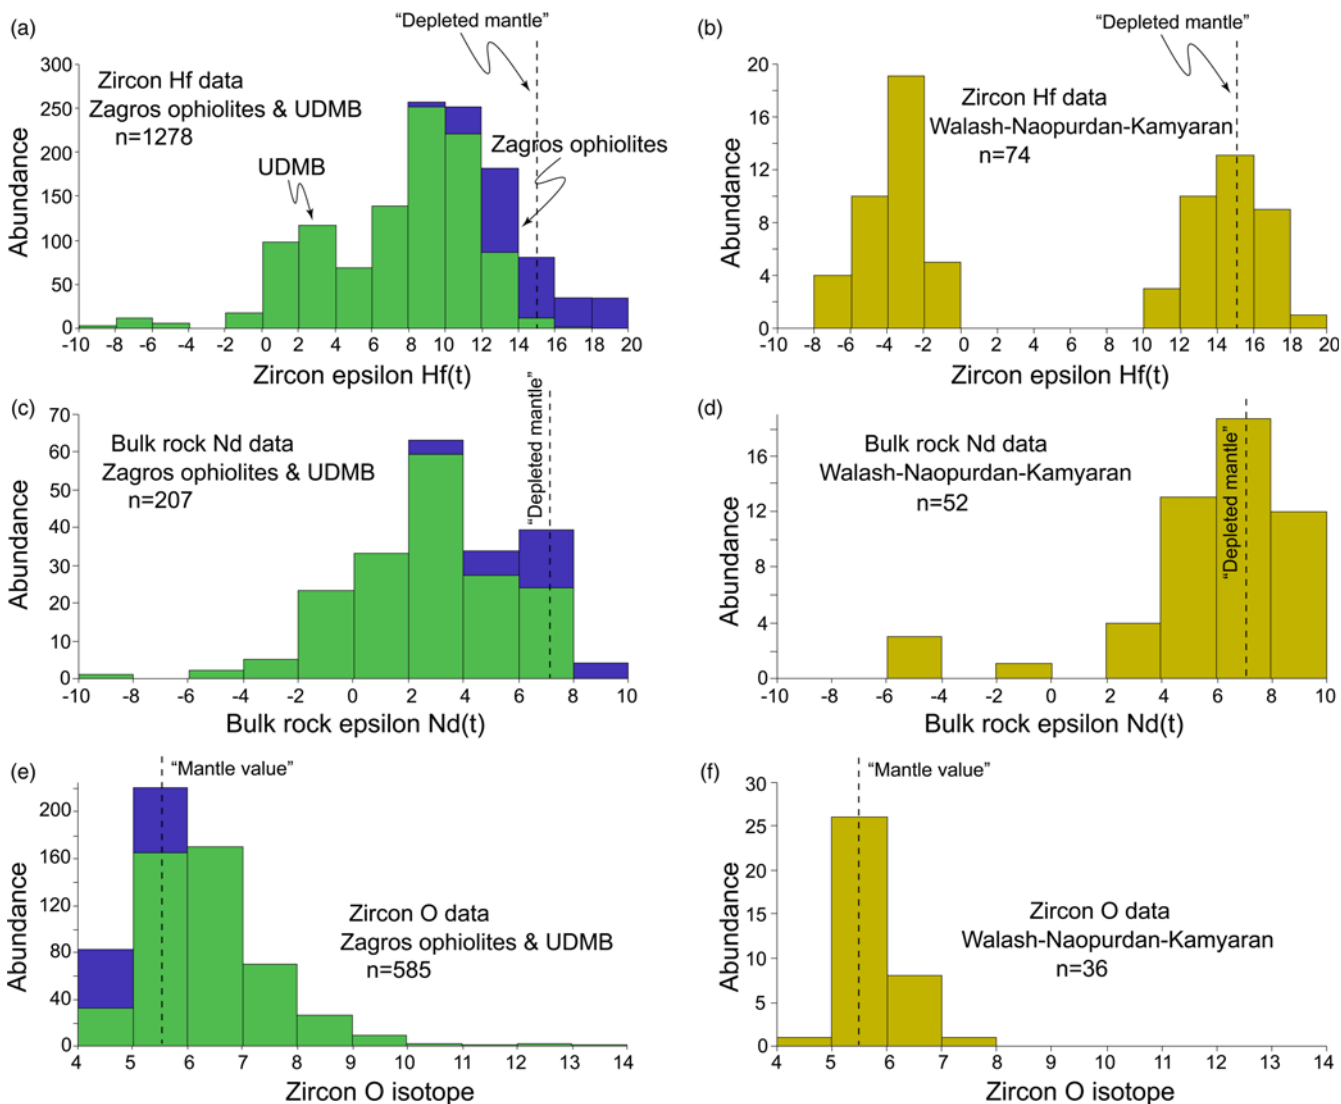 (a)
"Depleted mantle"
Zircon Hf data
Zagros ophiolites & UDMB
n=1278
UDMB
Zagros ophiolites
Abundance
300
250
200
150
100
50
0
-10 -8 -6 -4 -2 0 2 4 6 8 10 12 14 16 18 20
Zircon epsilon Hf(t)
(b)
"Depleted mantle"
Zircon Hf data
Walash-Naopurdan-Kamyaran
n=74
Abundance
20
16
12
8
4
0
-10 -8 -6 -4 -2 0 2 4 6 8 10 12 14 16 18 20
Zircon epsilon Hf(t)
(c)
"Depleted mantle"
Bulk rock Nd data
Zagros ophiolites & UDMB
n=207
Abundance
70
60
50
40
30
20
10
0
-10 -8 -6 -4 -2 0 2 4 6 8 10
Bulk rock epsilon Nd(t)
(d)
"Depleted mantle"
Bulk rock Nd data
Walash-Naopurdan-Kamyaran
n=52
Abundance
16
12
8
4
0
-10 -8 -6 -4 -2 0 2 4 6 8 10
Bulk rock epsilon Nd(t)
(e)
"Mantle value"
Zircon O data
Zagros ophiolites & UDMB
n=585
Abundance
200
160
120
80
40
0
4 5 6 7 8 9 10 11 12 13 14
Zircon O isotope
(f)
"Mantle value"
Zircon O data
Walash-Naopurdan-Kamyaran
n=36
Abundance
30
25
20
15
10
5
0
4 5 6 7 8 9 10 11 12 13 14
Zircon O isotope